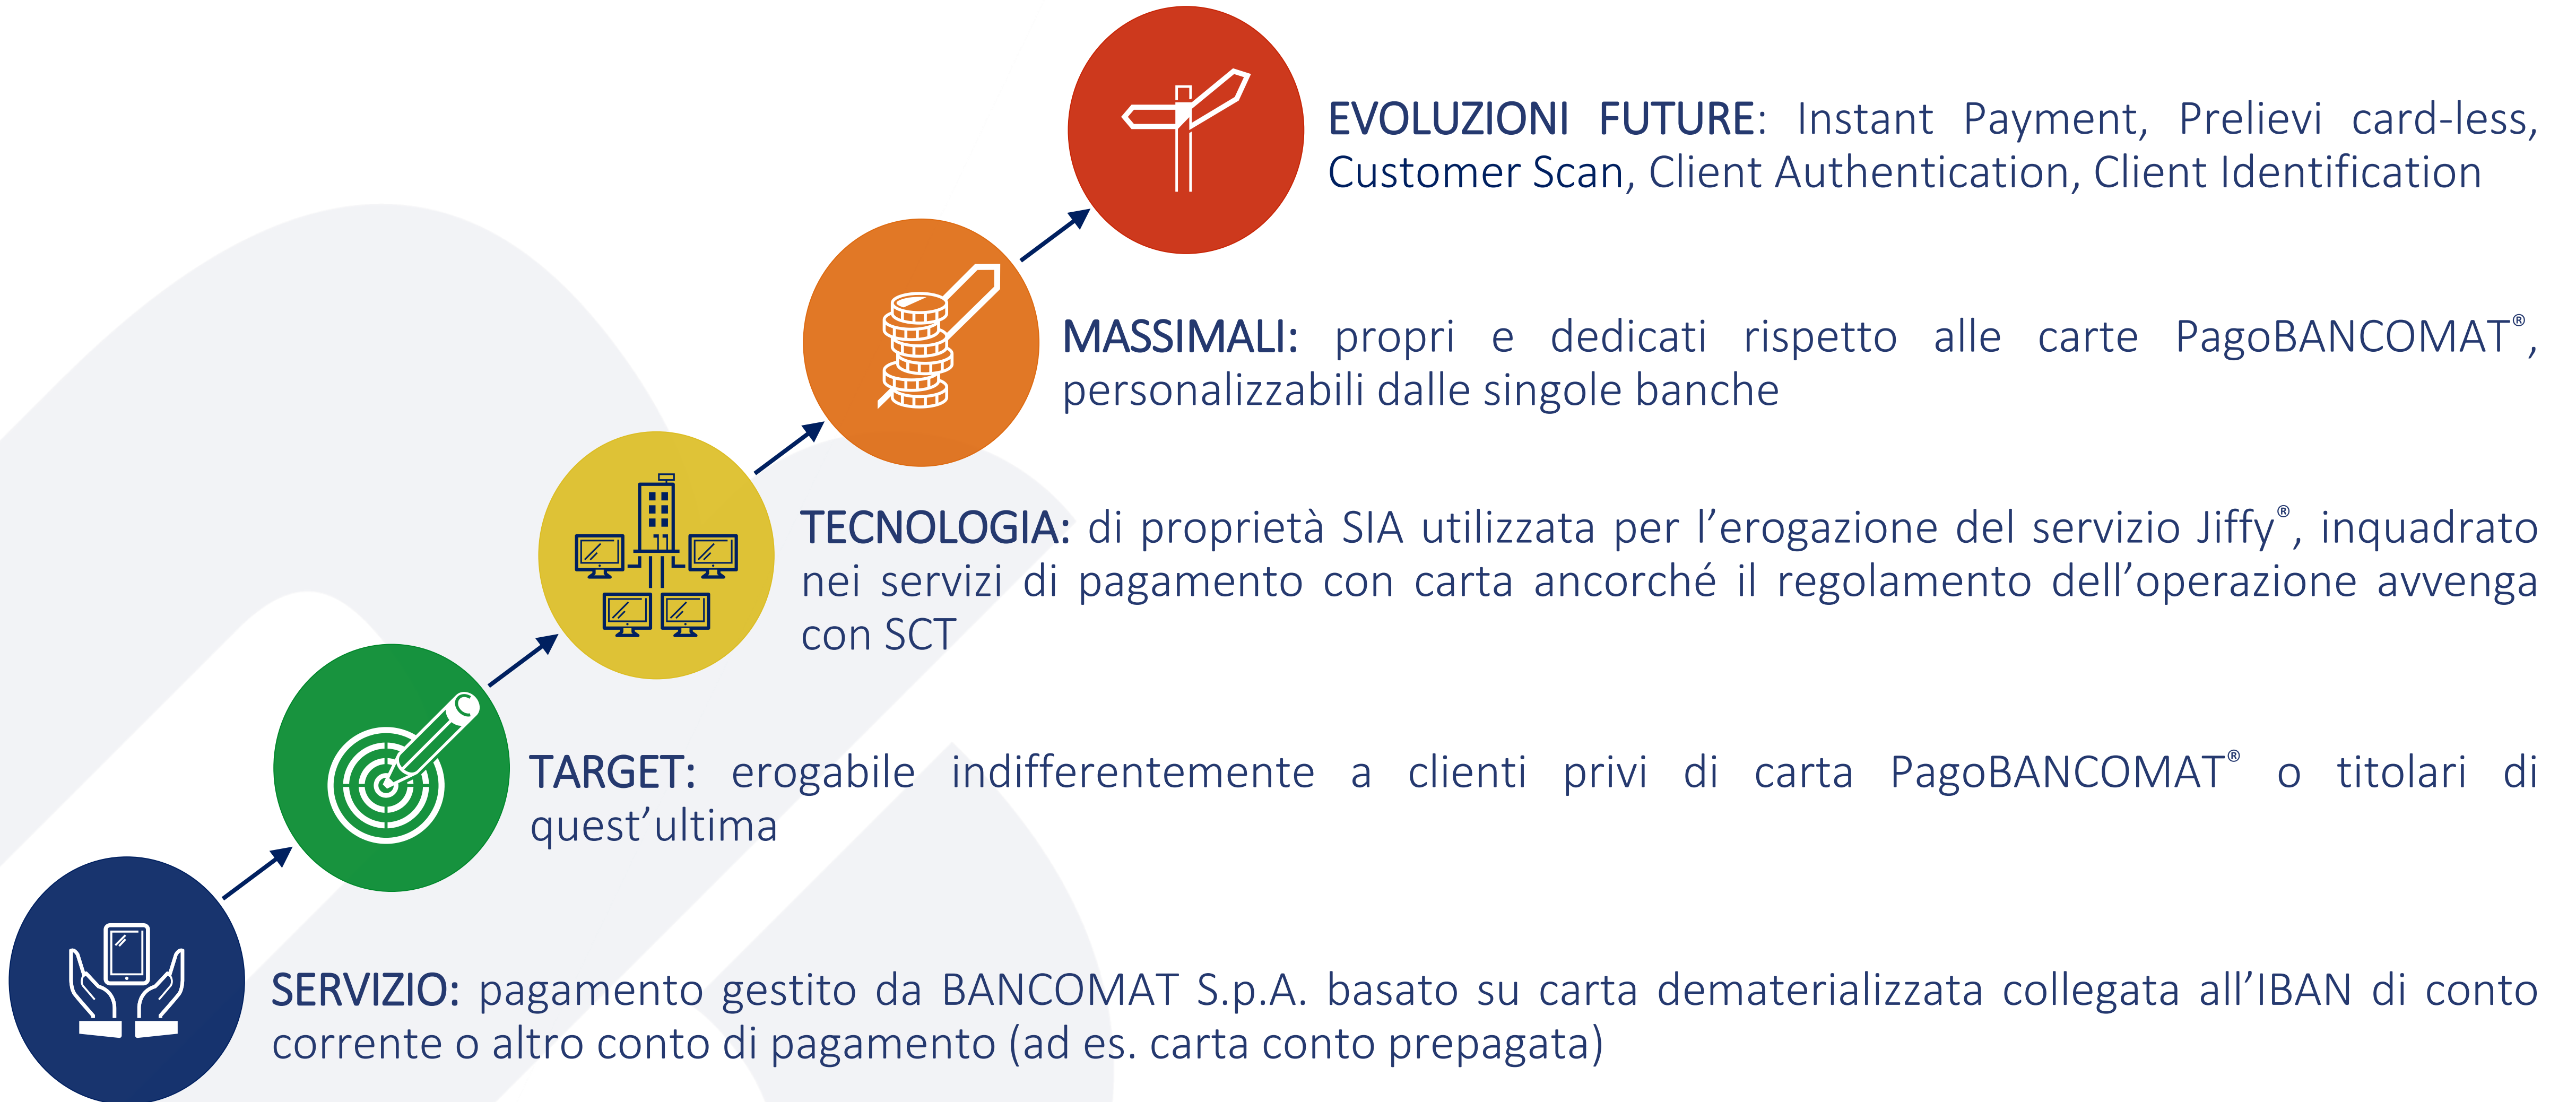 EVOLUZIONI FUTURE: Instant Payment, Prelievi card-less,
Customer Scan, Client Authentication, Client Identification
MASSIMALI: propri e dedicati rispetto alle carte PagoBANCOMAT®,
personalizzabili dalle singole banche
TECNOLOGIA: di proprietà SIA utilizzata per l’erogazione del servizio Jiffy®, inquadrato
nei servizi di pagamento con carta ancorché il regolamento dell’operazione avvenga
con SCT
TARGET: erogabile indifferentemente a clienti privi di carta PagoBANCOMAT® o titolari di
quest’ultima
SERVIZIO: pagamento gestito da BANCOMAT S.p.A. basato su carta dematerializzata collegata all’IBAN di conto
corrente o altro conto di pagamento (ad es. carta conto prepagata)